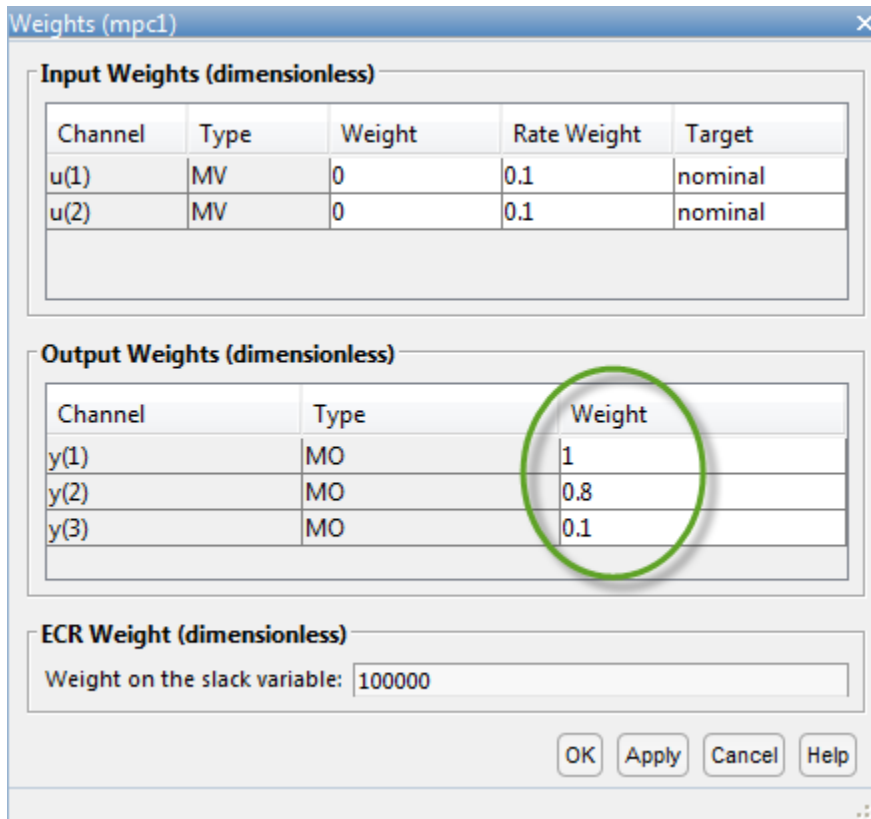 Weights (mpc1)
Input Weights (dimensionless)
Channel Type Weight Rate Weight Target
u(1) MV 0 0.1 nominal
u(2) MV 0 0.1 nominal
Output Weights (dimensionless)
Channel Type Weight
y(1) MO 1
y(2) MO 0.8
y(3) MO 0.1
ECR Weight (dimensionless)
Weight on the slack variable: 100000
OK Apply Cancel Help